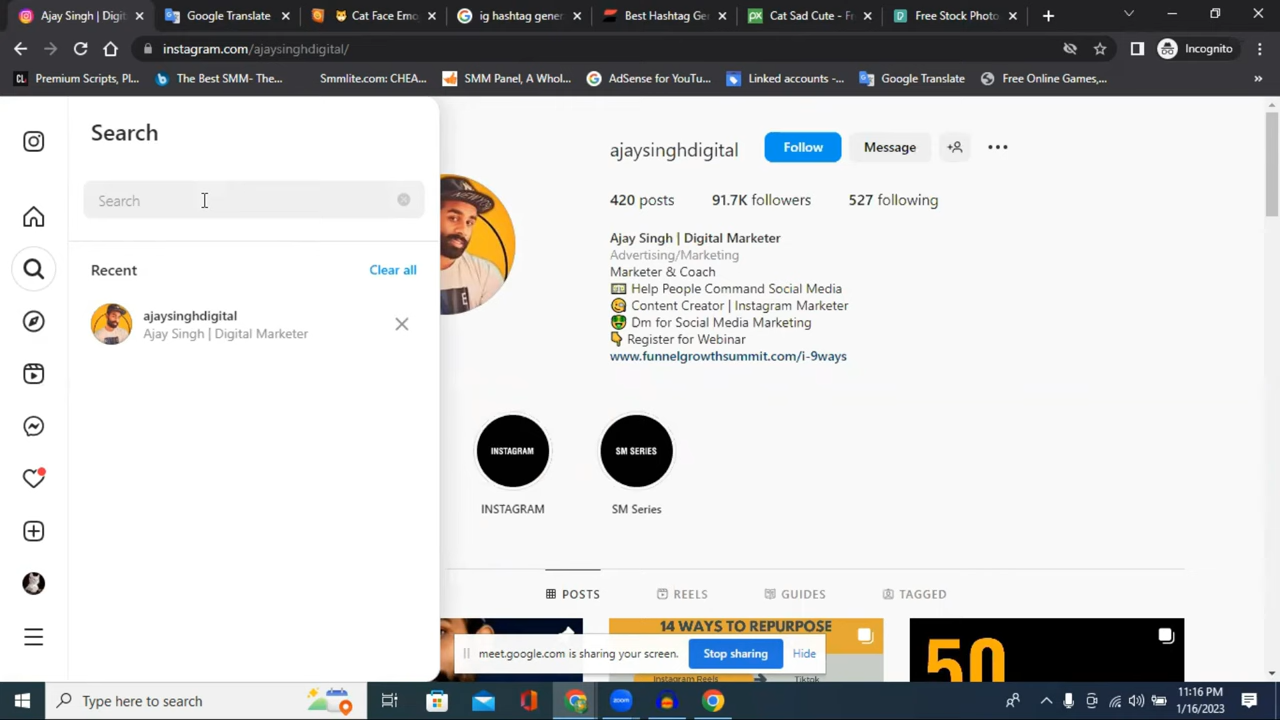 Ajay Singh | Digit
Google Translate
Cat Face Emo
ig hashtag gener
Best Hashtag Ge
Cat Sad Cute - F
Free Stock Photo
instagram.com/ajaysinghdigital/
Incognito
Premium Scripts, Pl...
The Best SMM- The...
Smmlite.com: CHEA...
SMM Panel, A Whol...
AdSense for YouTu...
Linked accounts -...
Google Translate
Free Online Games,...
Search
Search
Recent
Clear all
ajaysinghdigital
Ajay Singh | Digital Marketer
ajaysinghdigital
Follow
Message
420 posts
91.7K followers
527 following
Ajay Singh | Digital Marketer
Advertising/Marketing
Marketer & Coach
Help People Command Social Media
Content Creator | Instagram Marketer
Dm for Social Media Marketing
Register for Webinar
www.funnelgrowthsummit.com/i-9ways
INSTAGRAM
SM SERIES
INSTAGRAM
SM Series
POSTS
REELS
GUIDES
TAGGED
14 WAYS TO REPURPOSE
50
meet.google.com is sharing your screen.
Stop sharing
Hide
Instagram Reels
Tiktok
Type here to search
zoom
11:16 PM
1/16/2023